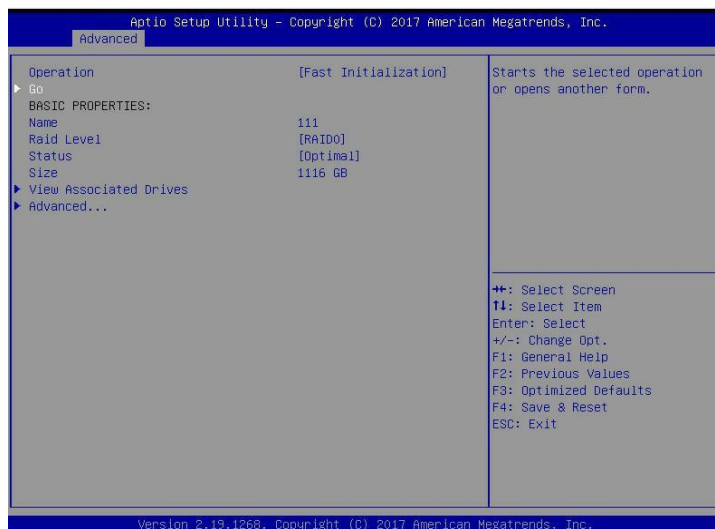 Aptio Setup Utility – Copyright (C) 2017 American Megatrends, Inc.
Advanced
Operation [Fast Initialization]
Go
BASIC PROPERTIES:
Name 111
Raid Level [RAID0]
Status [Optimal]
Size 1116 GB
View Associated Drives
Advanced...
Starts the selected operation
or opens another form.
→←: Select Screen
↑↓: Select Item
Enter: Select
+/-: Change Opt.
F1: General Help
F2: Previous Values
F3: Optimized Defaults
F4: Save & Reset
ESC: Exit
Version 2.19.1268. Copyright (C) 2017 American Megatrends, Inc.